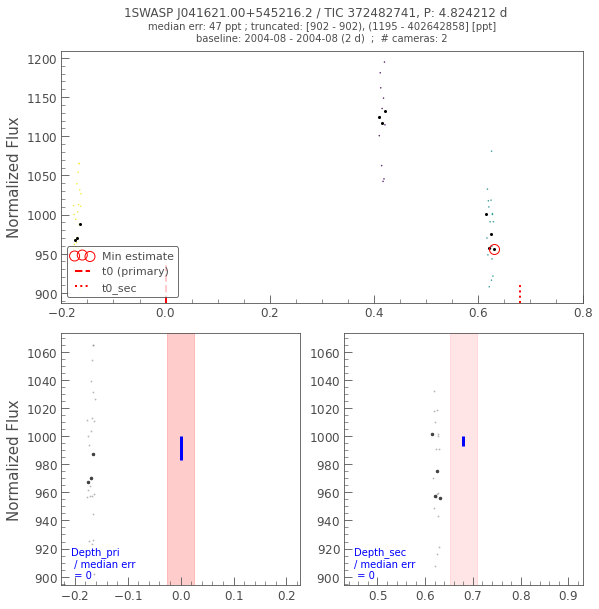 1SWASP J041621.00+545216.2 / TIC 372482741, P: 4.824212 d
median err: 47 ppt ; truncated: [902 - 902), (1195 - 402642858] [ppt]
baseline: 2004-08 - 2004-08 (2 d)  ;  # cameras: 2
Normalized Flux
1200
1150
1100
1050
1000
950
900
Min estimate
t0 (primary)
t0_sec
−0.2 0.0 0.2 0.4 0.6 0.8
Normalized Flux
1060
1040
1020
1000
980
960
940
920
900
Depth_pri
/ median err
= 0
−0.2 −0.1 0.0 0.1 0.2
1060
1040
1020
1000
980
960
940
920
900
Depth_sec
/ median err
= 0
0.5 0.6 0.7 0.8 0.9